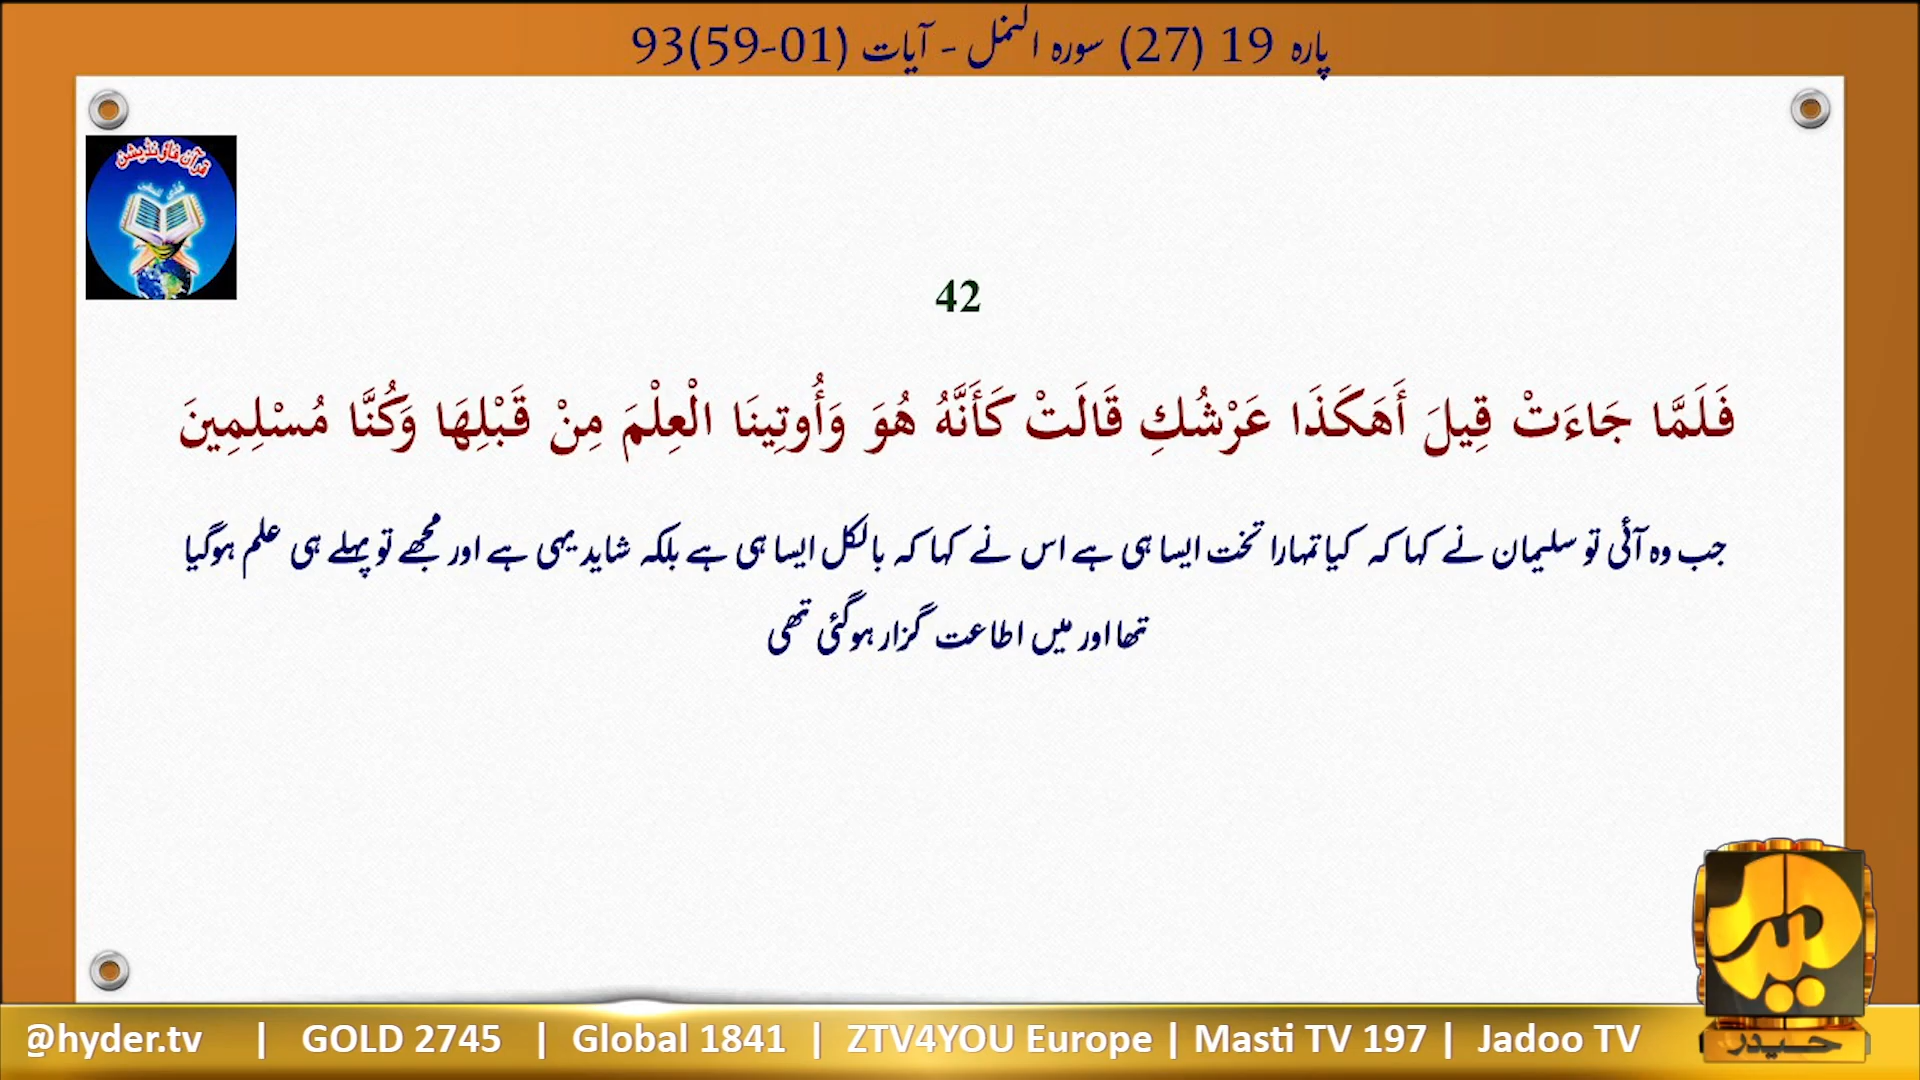 پارہ 19 (27) سورہ النمل - آیات (01-59)93
قرآن فاؤنڈیشن
42
فَلَمَّا جَاءَتْ قِيلَ أَهَكَذَا عَرْشُكِ قَالَتْ كَأَنَّهُ هُوَ وَأُوتِينَا الْعِلْمَ مِنْ قَبْلِهَا وَكُنَّا مُسْلِمِينَ
جب وہ آئی تو سلیمان نے کہا کہ کیا تمہارا تخت ایسا ہی ہے اس نے کہا کہ بالکل ایسا ہی ہے بلکہ شاید یہی ہے اور مجھے تو پہلے ہی علم ہوگیا
تھا اور میں اطاعت گزار ہوگئی تھی
حیدر
@hyder.tv | GOLD 2745 | Global 1841 | ZTV4YOU Europe | Masti TV 197 | Jadoo TV